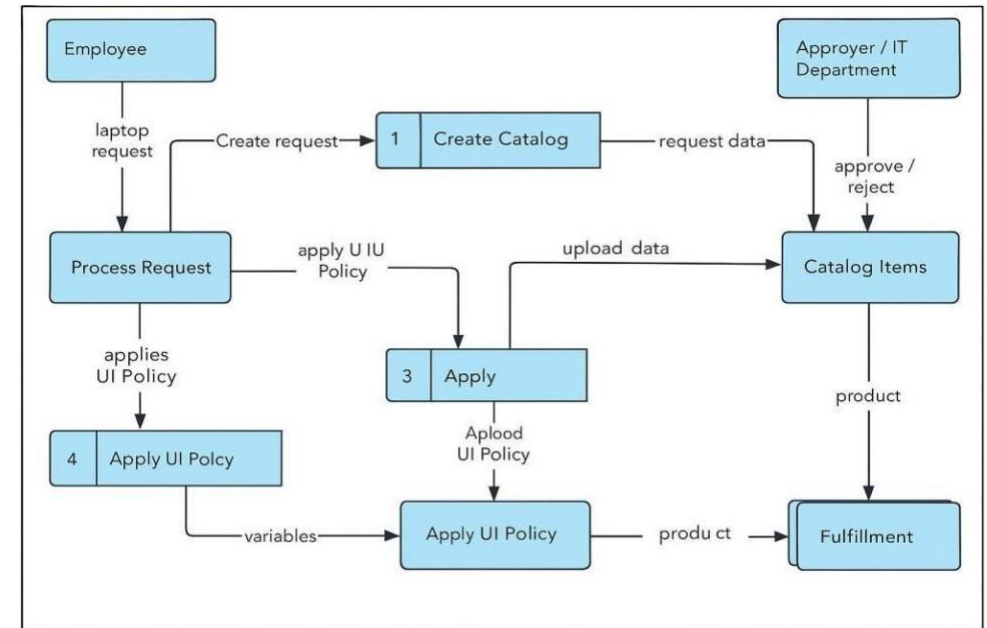 Employee
Approyer / IT
Department
laptop
request
Create request
1
Create Catalog
request data
approve /
reject
Process Request
apply U IU
Policy
upload data
Catalog Items
applies
UI Policy
3
Apply
product
4
Apply UI Polcy
Aplood
UI Policy
variables
Apply UI Policy
produ ct
Fulfillment